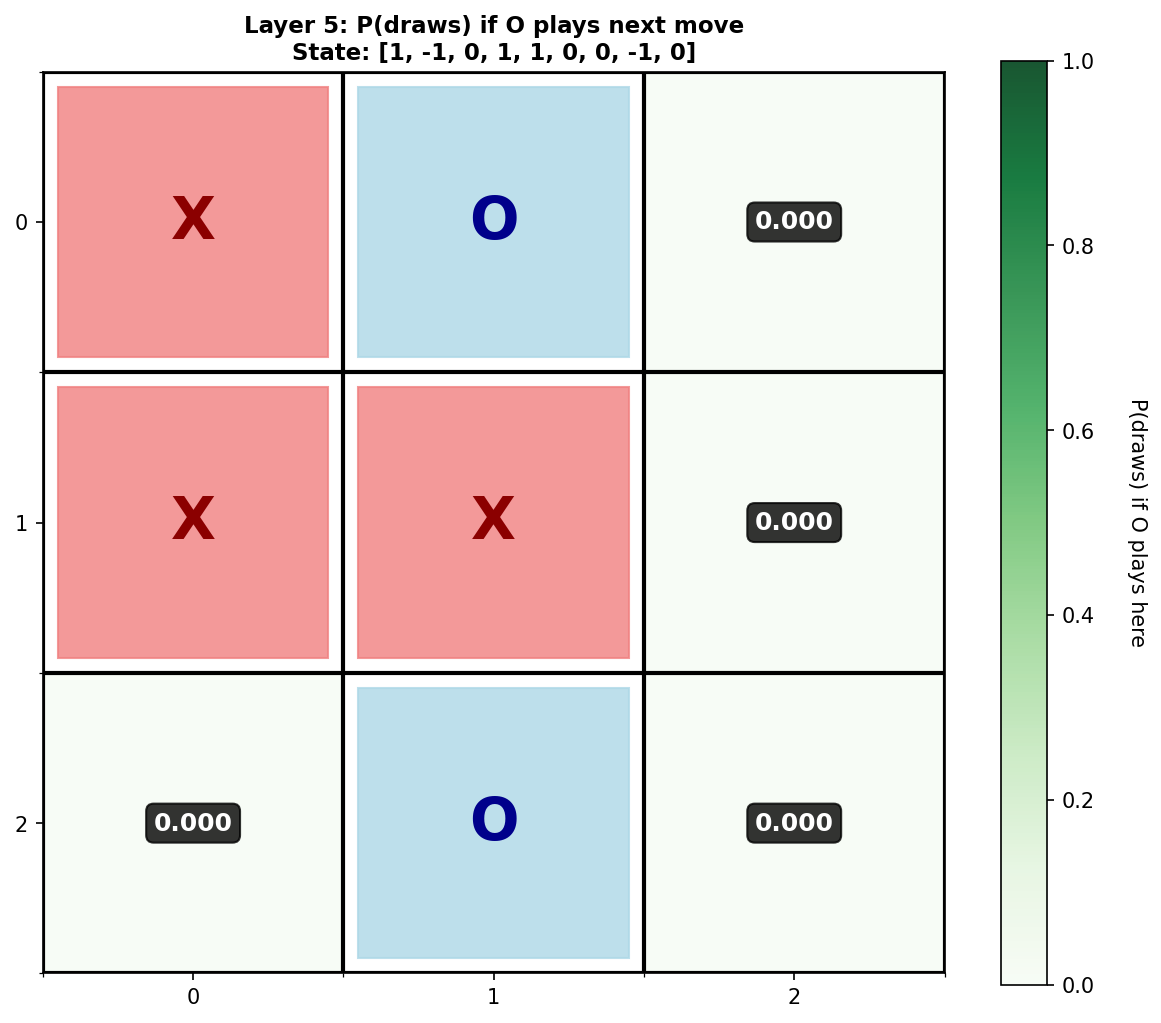 Layer 5: P(draws) if O plays next move
State: [1, -1, 0, 1, 1, 0, 0, -1, 0]
X O 0.000
X X 0.000
0.000 O 0.000
0
1
2
0 1 2
1.0
0.8
0.6
0.4
0.2
0.0
P(draws) if O plays here